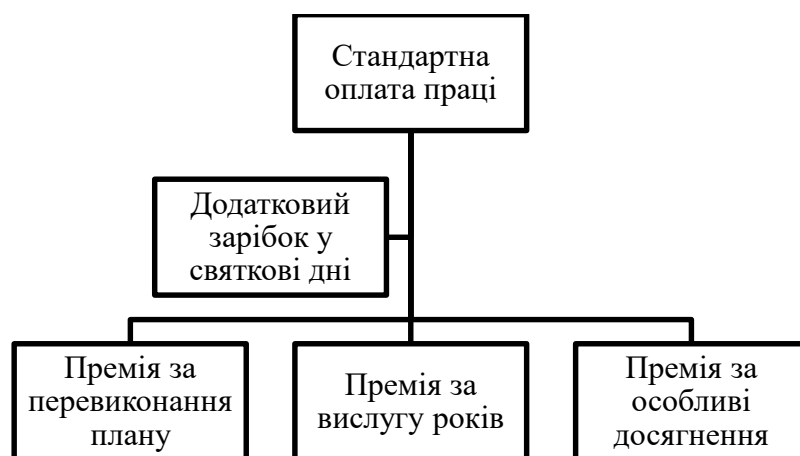 Стандартна
оплата праці
Додатковий
зарібок у
святкові дні
Премія за
перевиконання
плану
Премія за
вислугу років
Премія за
особливі
досягнення